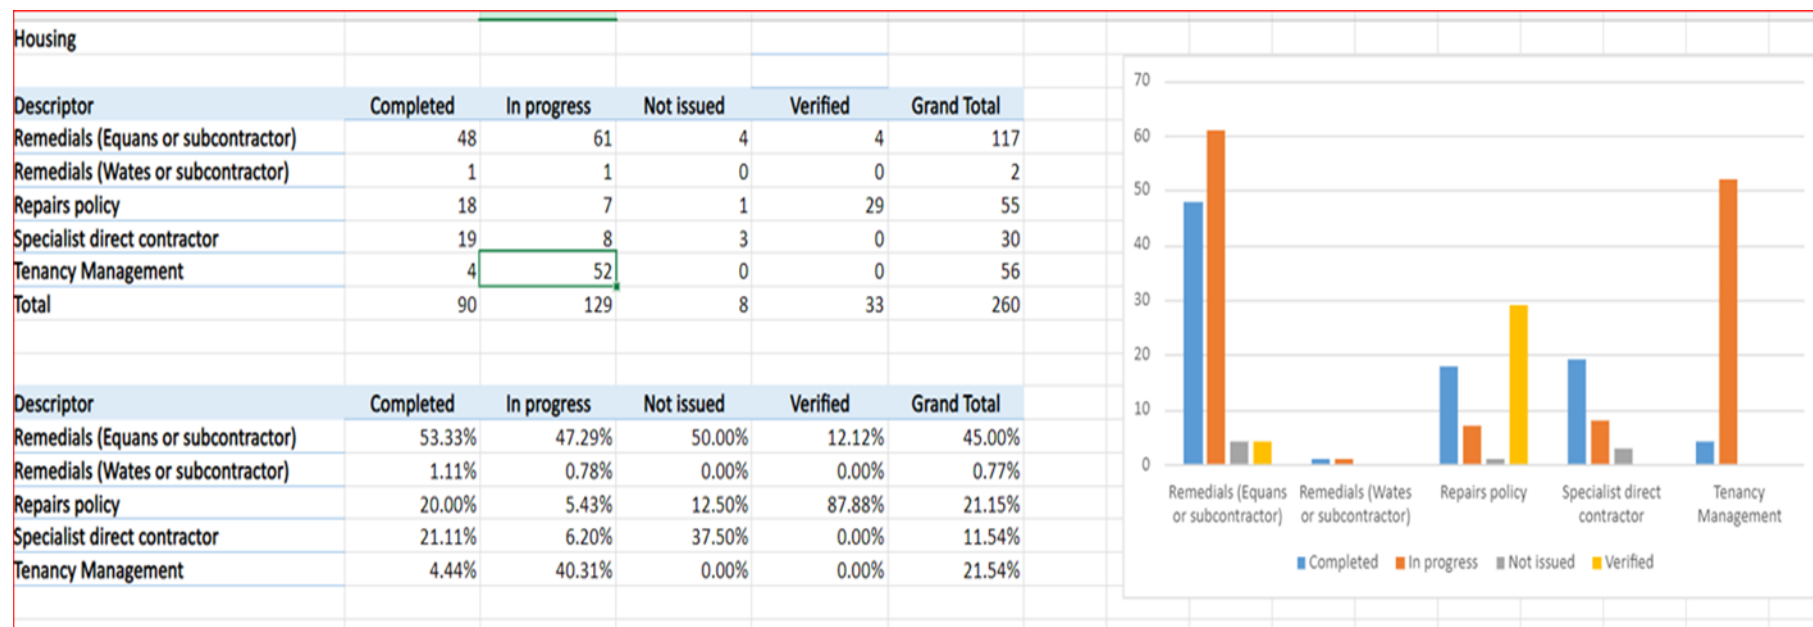 Housing
Descriptor Completed In progress Not issued Verified Grand Total
Remedials (Equans or subcontractor) 48 61 4 4 117
Remedials (Wates or subcontractor) 1 1 0 0 2
Repairs policy 18 7 1 29 55
Specialist direct contractor 19 8 3 0 30
Tenancy Management 4 52 0 0 56
Total 90 129 8 33 260
Descriptor Completed In progress Not issued Verified Grand Total
Remedials (Equans or subcontractor) 53.33% 47.29% 50.00% 12.12% 45.00%
Remedials (Wates or subcontractor) 1.11% 0.78% 0.00% 0.00% 0.77%
Repairs policy 20.00% 5.43% 12.50% 87.88% 21.15%
Specialist direct contractor 21.11% 6.20% 37.50% 0.00% 11.54%
Tenancy Management 4.44% 40.31% 0.00% 0.00% 21.54%
70
60
50
40
30
20
10
0
Remedials (Equans Remedials (Wates Repairs policy Specialist direct Tenancy
or subcontractor) or subcontractor) contractor Management
Completed In progress Not issued Verified